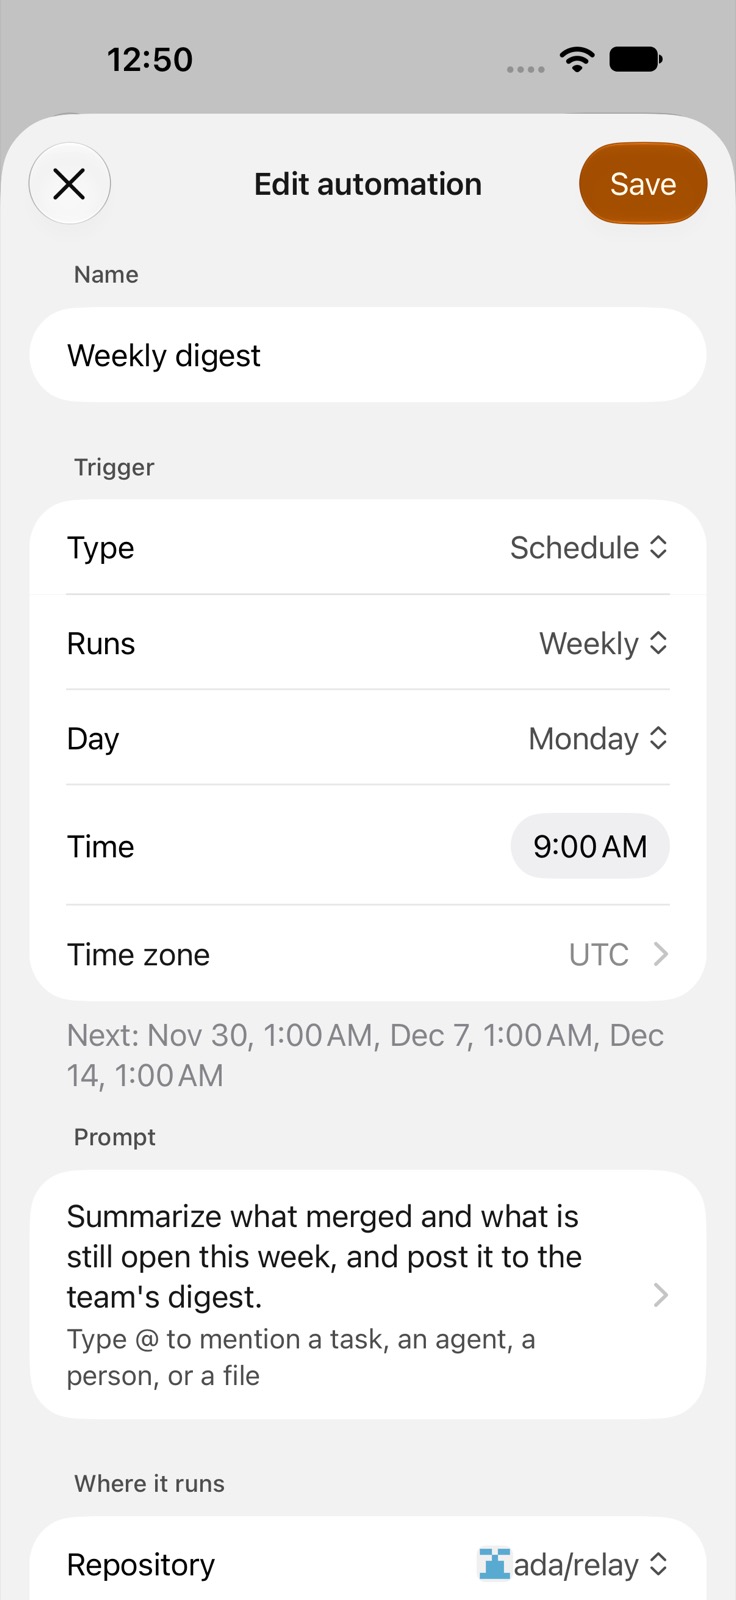 12:50
Edit automation
Save
Name
Weekly digest
Trigger
Type
Schedule
Runs
Weekly
Day
Monday
Time
9:00 AM
Time zone
UTC
Next: Nov 30, 1:00 AM, Dec 7, 1:00 AM, Dec
14, 1:00 AM
Prompt
Summarize what merged and what is
still open this week, and post it to the
team's digest.
Type @ to mention a task, an agent, a
person, or a file
Where it runs
Repository
ada/relay